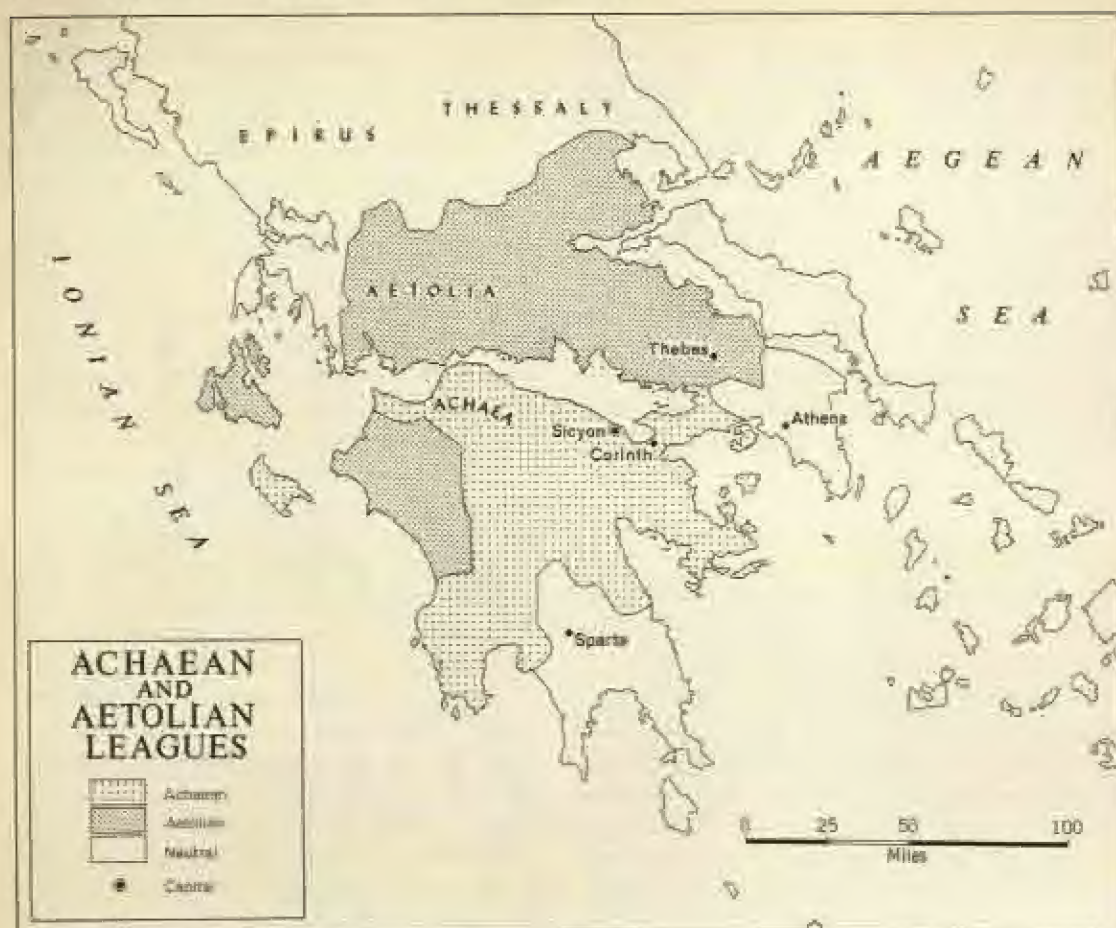 THESSALY
EPIRUS
AEGEAN
SEA
IONIAN
SEA
AETOLIA
Thebes
ACHAEA
Sicyon
Corinth
Athens
Sparta
ACHAEAN
AND
AETOLIAN
LEAGUES
Achaean
Aetolian
Neutral
0 25 50 100
Miles